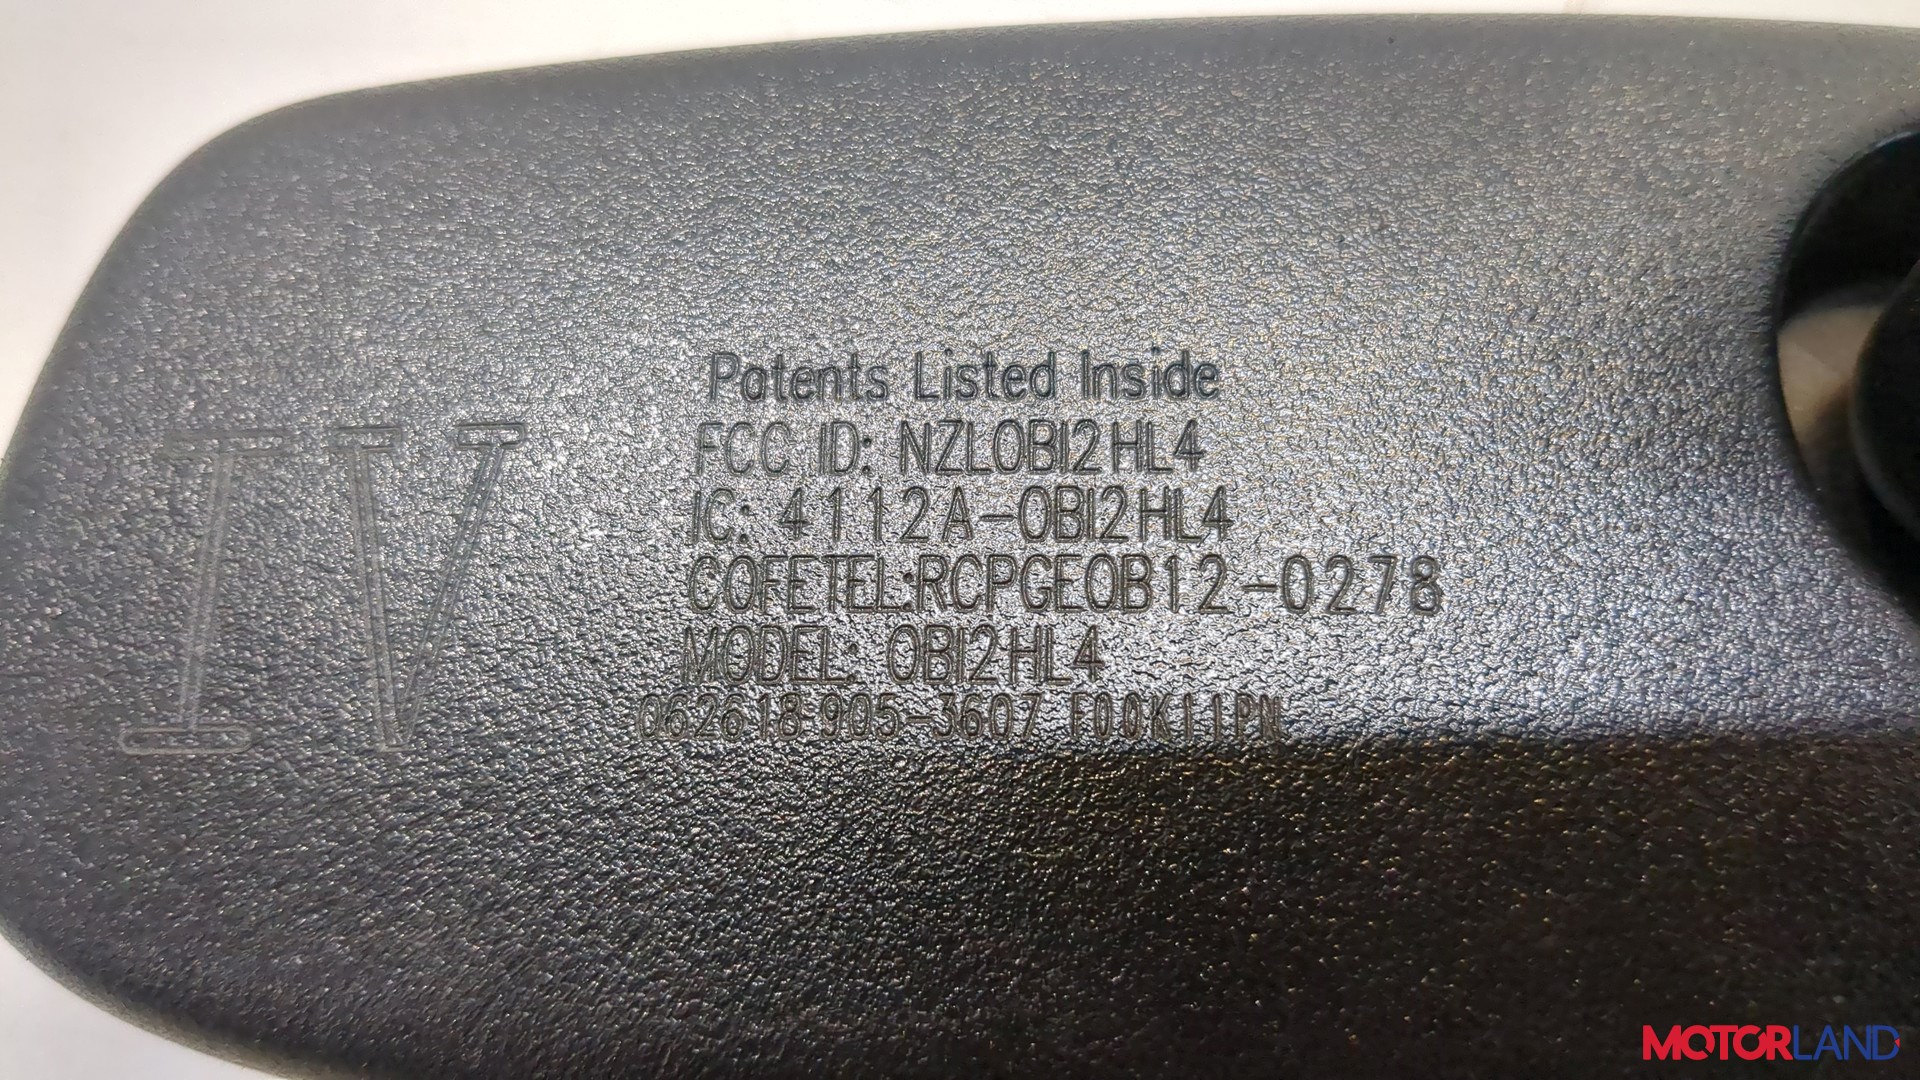 IV
Patents Listed Inside
FCC ID: NZLOBI2HL4
IC: 4112A-OBI2HL4
COFETEL:RCPGEOB12-0278
MODEL: OBI2HL4
062618 905-3607 F00K11PN
MOTORLAND